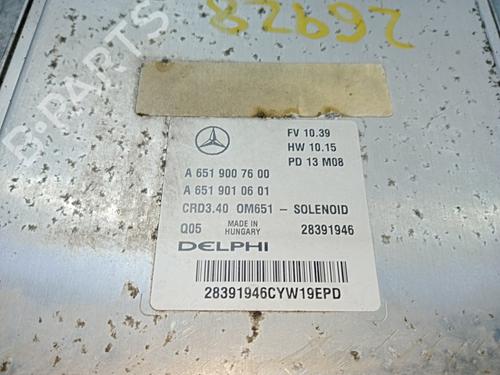 26928
B-PARTS
FV 10.39
HW 10.15
PD 13 M08
A 651 900 76 00
A 651 901 06 01
CRD3.40 OM651 - SOLENOID
Q05 MADE IN HUNGARY 28391946
DELPHI
28391946CYW19EPD